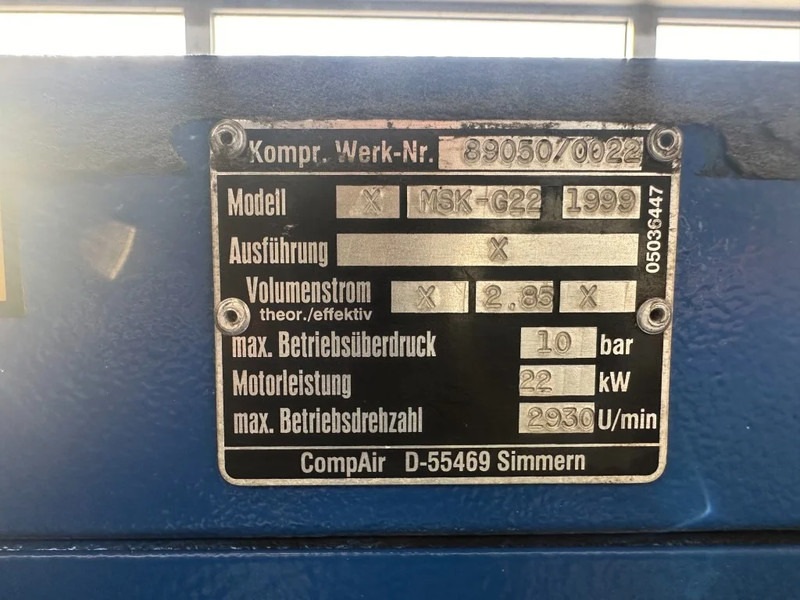 Kompr. Werk-Nr. 89050/0022
Modell X MSK-G22 1999
Ausführung X
Volumenstrom X 2.85 X
theor./effektiv
max. Betriebsüberdruck 10 bar
Motorleistung 22 kW
max. Betriebsdrehzahl 2930 U/min
CompAir D-55469 Simmern
05036447